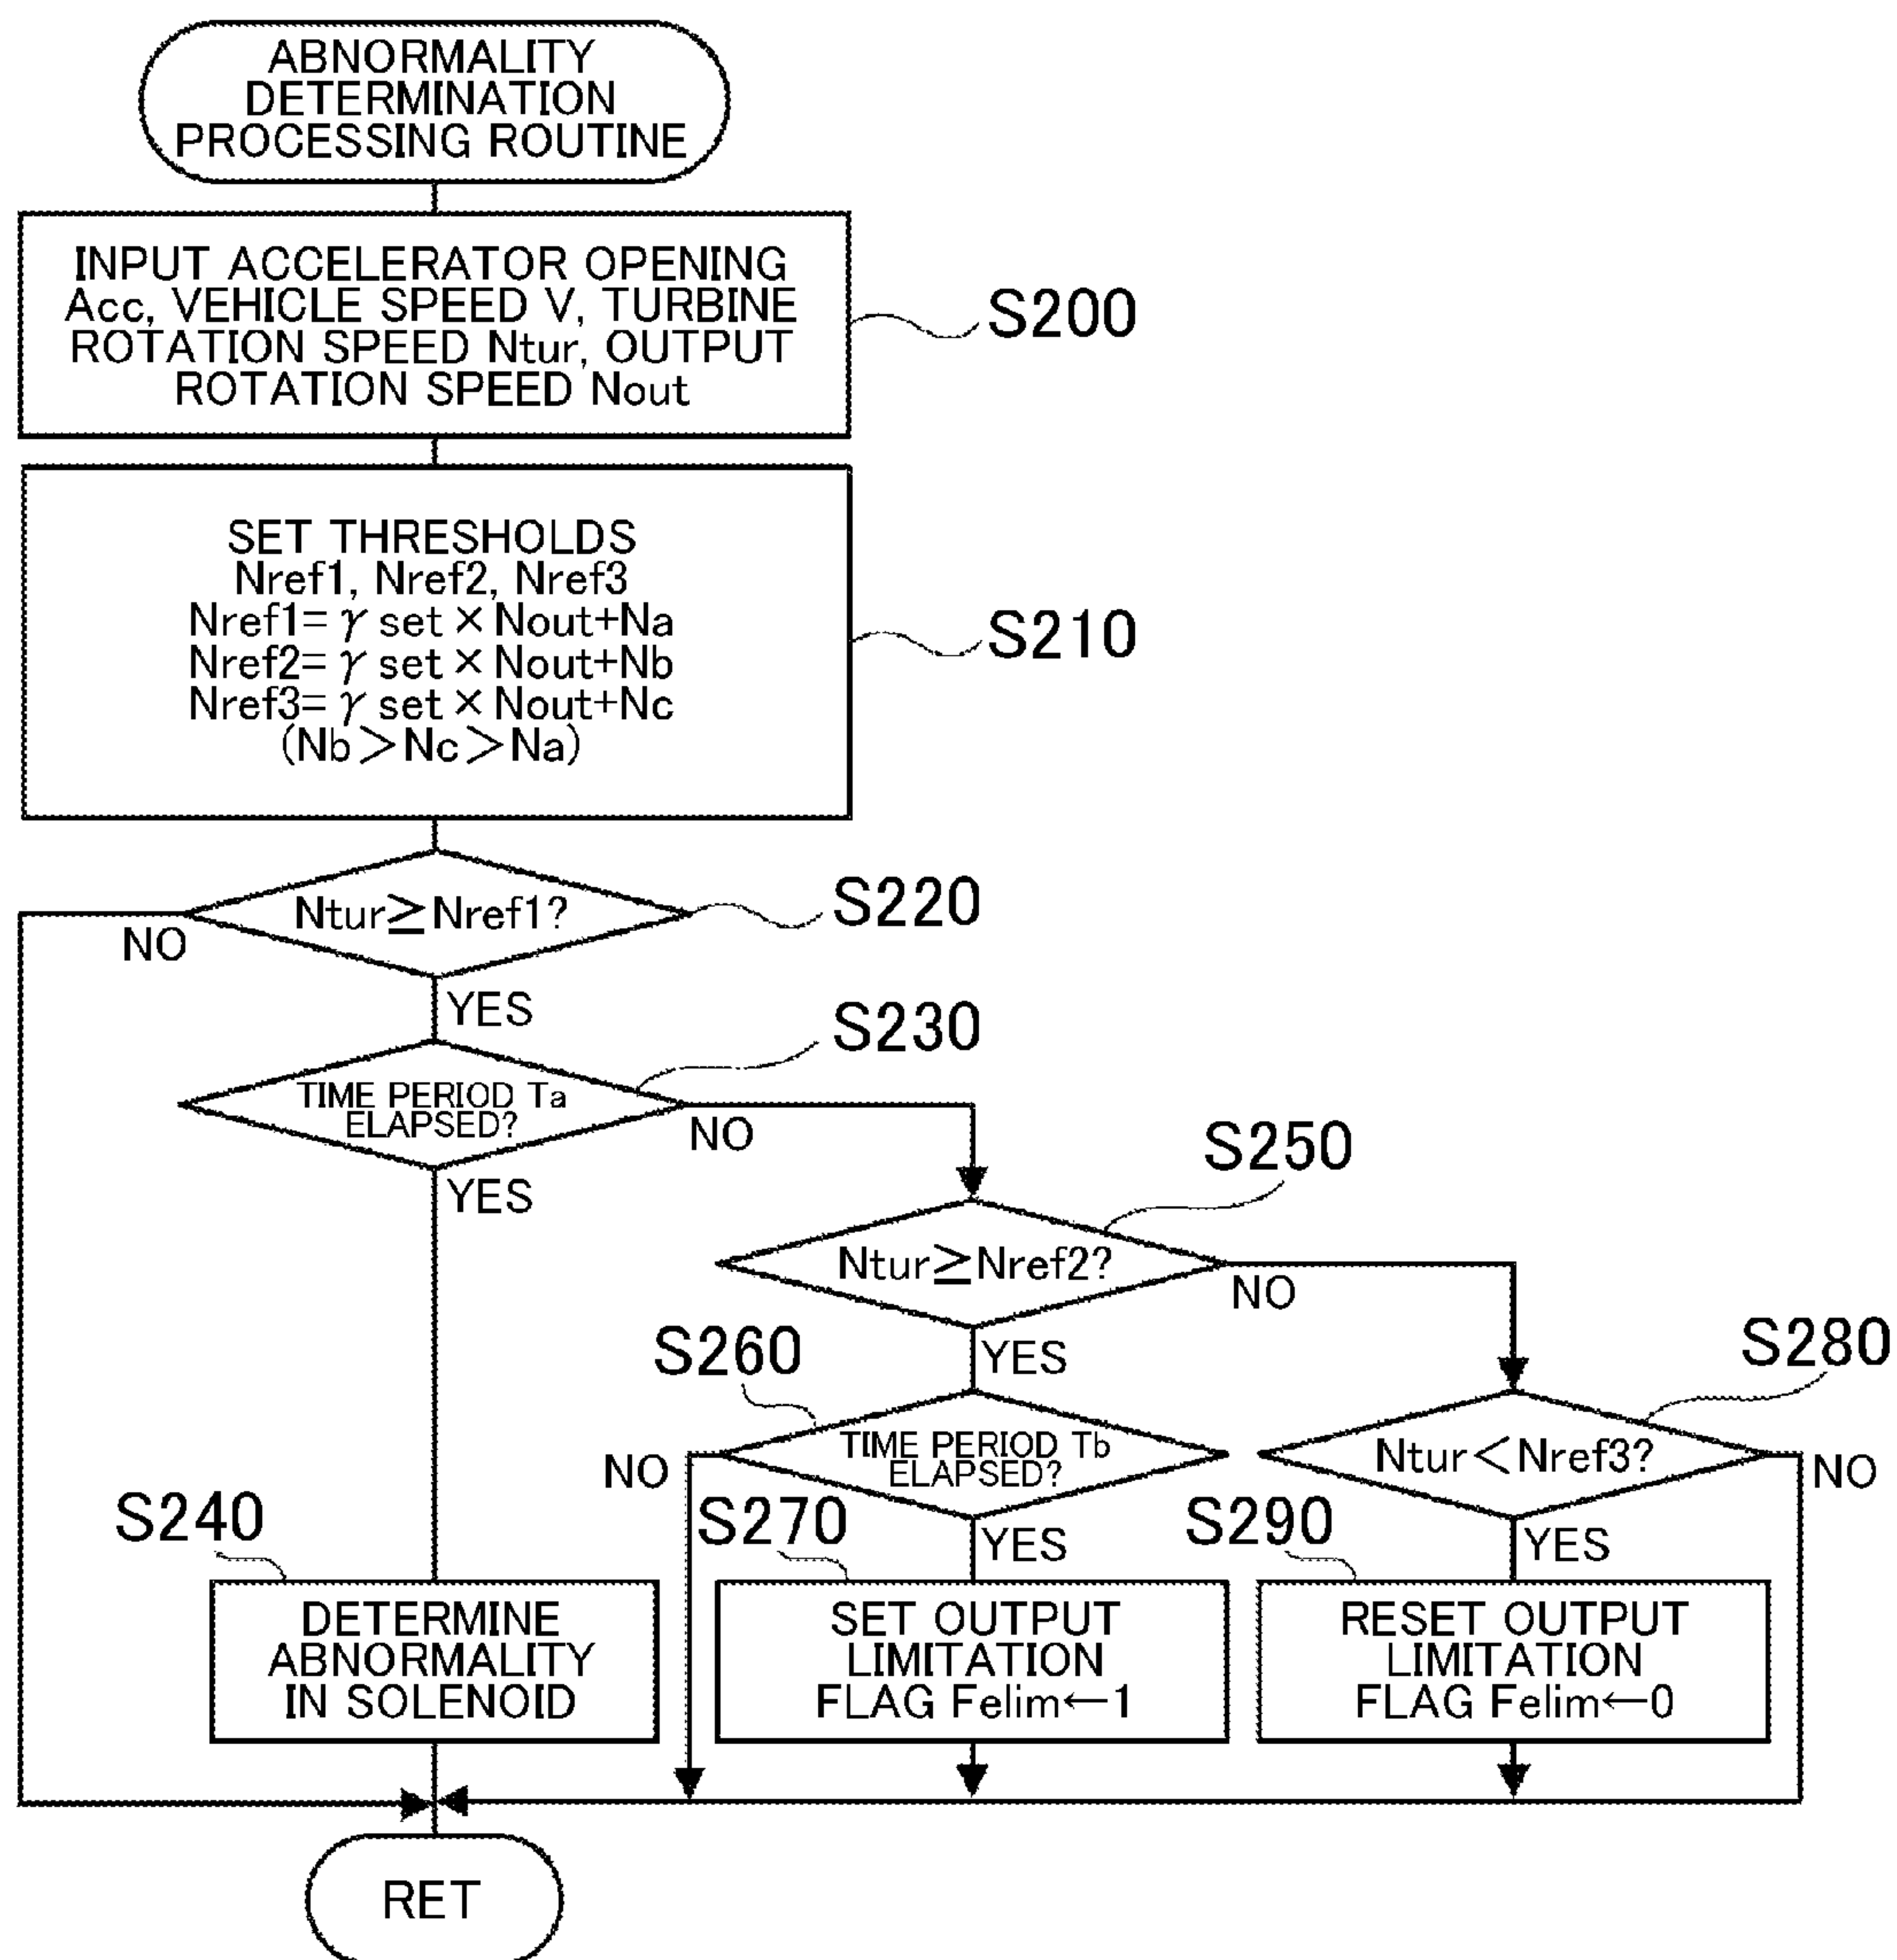 ABNORMALITY
DETERMINATION
PROCESSING ROUTINE
INPUT ACCELERATOR OPENING
Acc, VEHICLE SPEED V, TURBINE
ROTATION SPEED Ntur, OUTPUT
ROTATION SPEED Nout
S200
SET THRESHOLDS
Nref1, Nref2, Nref3
Nref1=γ set×Nout+Na
Nref2=γ set×Nout+Nb
Nref3=γ set×Nout+Nc
(Nb>Nc>Na)
S210
Ntur≧Nref1?
S220
NO
YES
S230
TIME PERIOD Ta
ELAPSED?
NO
YES
S250
Ntur≧Nref2?
NO
YES
S260
TIME PERIOD Tb
ELAPSED?
NO
YES
S280
Ntur<Nref3?
NO
YES
S240
DETERMINE
ABNORMALITY
IN SOLENOID
S270
SET OUTPUT
LIMITATION
FLAG Felim←1
S290
RESET OUTPUT
LIMITATION
FLAG Felim←0
RET